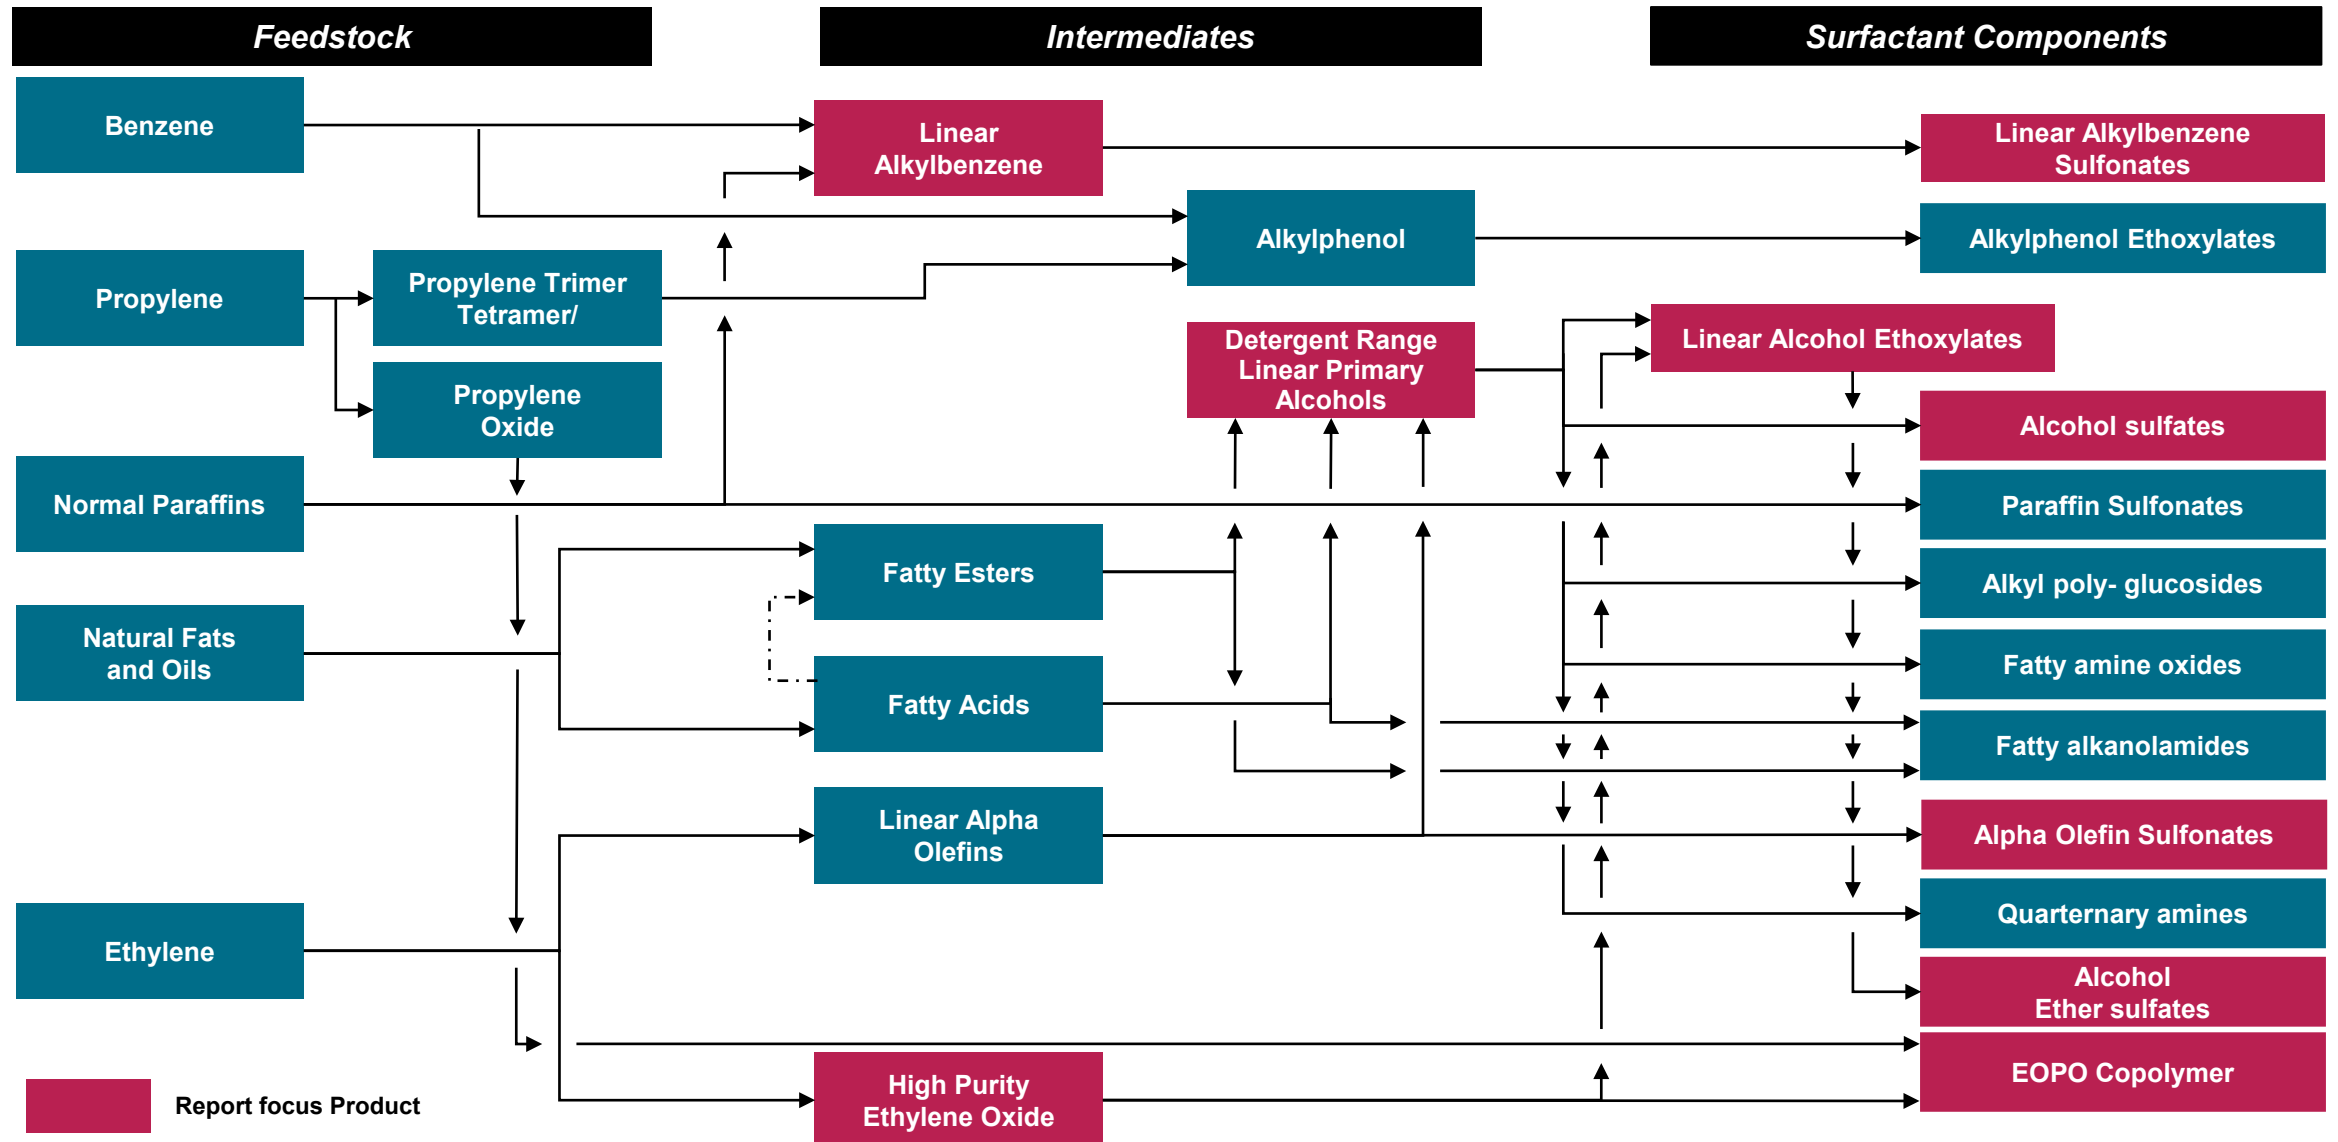 Feedstock
Intermediates
Surfactant Components
Benzene
Linear
Alkylbenzene
Linear Alkylbenzene
Sulfonates
Alkylphenol
Alkylphenol Ethoxylates
Propylene
Propylene Trimer
Tetramer/
Detergent Range
Linear Primary
Alcohols
Linear Alcohol Ethoxylates
Propylene
Oxide
Alcohol sulfates
Normal Paraffins
Paraffin Sulfonates
Fatty Esters
Alkyl poly- glucosides
Natural Fats
and Oils
Fatty amine oxides
Fatty Acids
Fatty alkanolamides
Linear Alpha
Olefins
Alpha Olefin Sulfonates
Quarternary amines
Ethylene
Alcohol
Ether sulfates
High Purity
Ethylene Oxide
EOPO Copolymer
Report focus Product